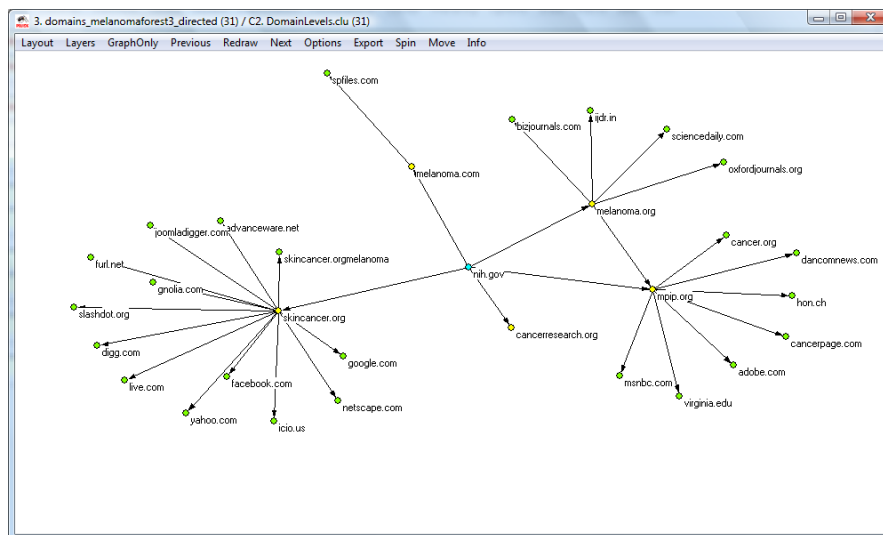 3. domains_melanomaforest3_directed (31) / C2. DomainLevels.clu (31)
Layout Layers GraphOnly Previous Redraw Next Options Export Spin Move Info
spfiles.com
bizjournals.com
ijdr.in
sciencedaily.com
oxfordjournals.org
melanoma.com
melanoma.org
joomladigger.com
advanceware.net
cancer.org
dancomnews.com
furl.net
skincancer.orgmelanoma
nih.gov
gnolia.com
mpip.org
hon.ch
slashdot.org
skincancer.org
cancerresearch.org
cancerpage.com
digg.com
google.com
adobe.com
live.com
facebook.com
msnbc.com
virginia.edu
netscape.com
yahoo.com
icio.us